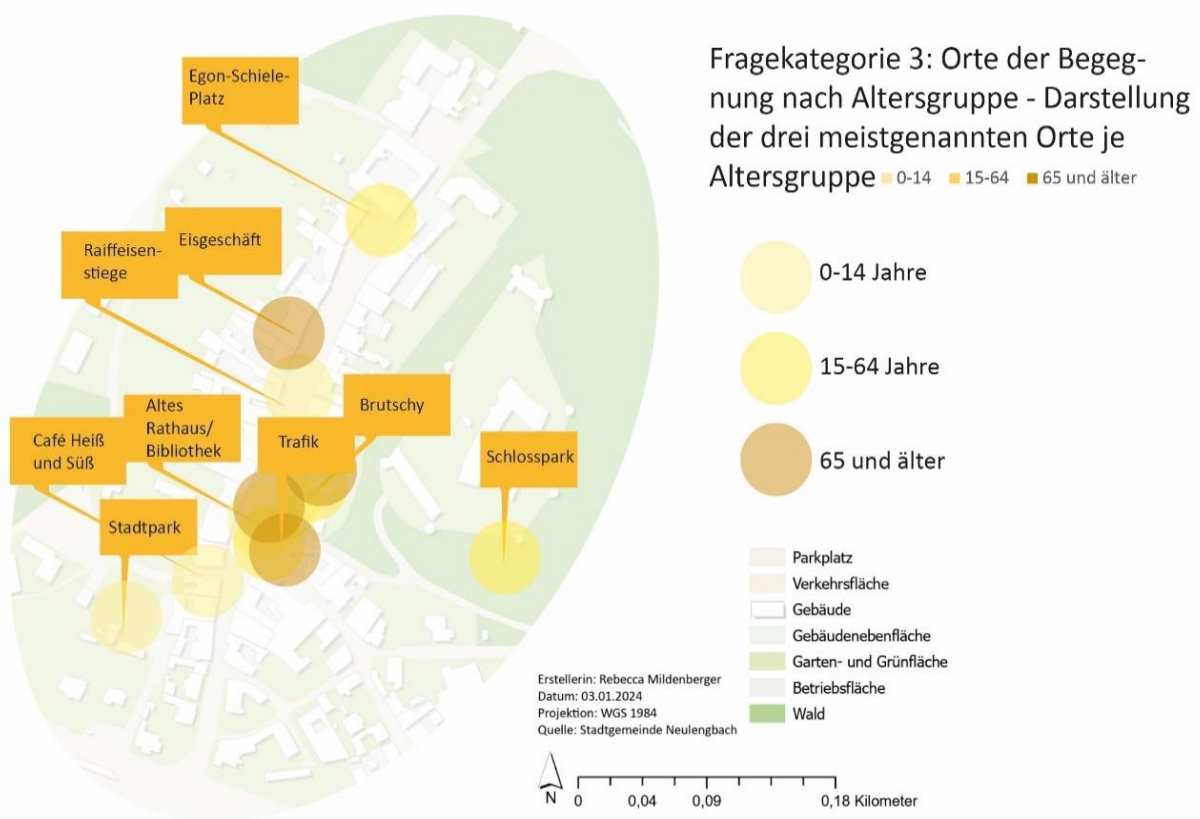 Fragekategorie 3: Orte der Begeg-
nung nach Altersgruppe - Darstellung
der drei meistgenannten Orte je
Altersgruppe 0-14 15-64 65 und älter
0-14 Jahre
15-64 Jahre
65 und älter
Egon-Schiele-
Platz
Eisgeschäft
Raiffeisen-
stiege
Brutschy
Altes
Rathaus/
Bibliothek
Café Heiß
und Süß
Trafik
Schlosspark
Stadtpark
Parkplatz
Verkehrsfläche
Gebäude
Gebäudenebenfläche
Garten- und Grünfläche
Betriebsfläche
Wald
Erstellerin: Rebecca Mildenberger
Datum: 03.01.2024
Projektion: WGS 1984
Quelle: Stadtgemeinde Neulengbach
N 0 0,04 0,09 0,18 Kilometer